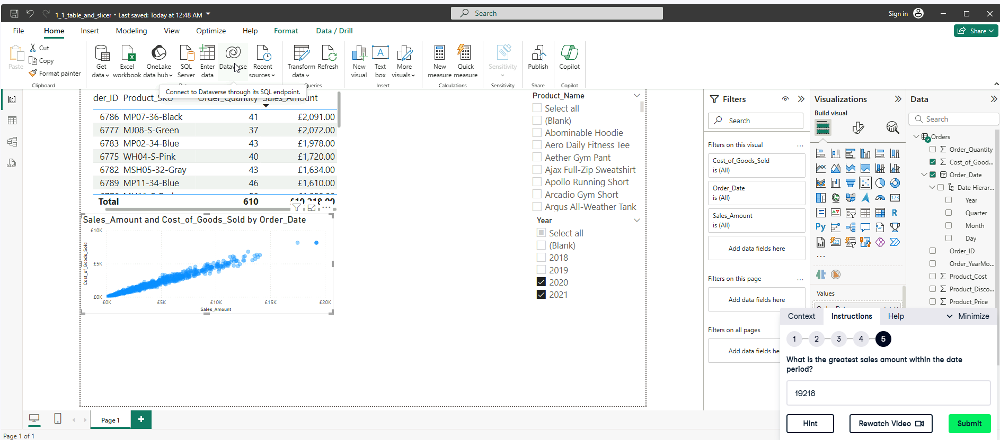 1_1_table_and_slicer • Last saved: Today at 12:48 AM
Search
Sign in
File Home Insert Modeling View Optimize Help Format Data / Drill
Share
Paste
Cut
Copy
Format painter
Clipboard
Get data
Excel workbook
OneLake data hub
SQL Server
Enter data
Dataverse
Recent sources
Transform data
Refresh
Queries
New visual
Text box
More visuals
Insert
New measure
Quick measure
Calculations
Sensitivity
Sensitivity
Publish
Share
Copilot
Copilot
Connect to Dataverse through its SQL endpoint.
der_ID Product_SKU Order_Quantity Sales_Amount
6786 MP07-36-Black 41 £2,091.00
6777 MJ08-S-Green 37 £2,072.00
6783 MP02-34-Blue 43 £1,978.00
6775 WH04-S-Pink 40 £1,720.00
6782 MSH05-32-Gray 43 £1,634.00
6789 MP11-34-Blue 46 £1,610.00
Total 610
Sales_Amount and Cost_of_Goods_Sold by Order_Date
£10K
£5K
£0K
Cost_of_Goods_Sold
£0K £5K £10K £15K £20K
Sales_Amount
Product_Name
Select all
(Blank)
Abominable Hoodie
Aero Daily Fitness Tee
Aether Gym Pant
Ajax Full-Zip Sweatshirt
Apollo Running Short
Arcadio Gym Short
Argus All-Weather Tank
Year
Select all
(Blank)
2018
2019
2020
2021
Filters
Search
Filters on this visual ...
Cost_of_Goods_Sold
is (All)
Order_Date
is (All)
Sales_Amount
is (All)
Add data fields here
Filters on this page ...
Add data fields here
Filters on all pages
Add data fields he
Visualizations
Build visual
R
Py
123
...
Values
Data
Search
Orders
Order_Quantity
Cost_of_Good...
Order_Date
Date Hierar...
Year
Quarter
Month
Day
Order_ID
Order_YearMo...
Product_Cost
Product_Disco...
Product_Price
Context Instructions Help Minimize
1 2 3 4 5
What is the greatest sales amount within the date
period?
19218
Hint Rewatch Video Submit
Page 1 +
Page 1 of 1